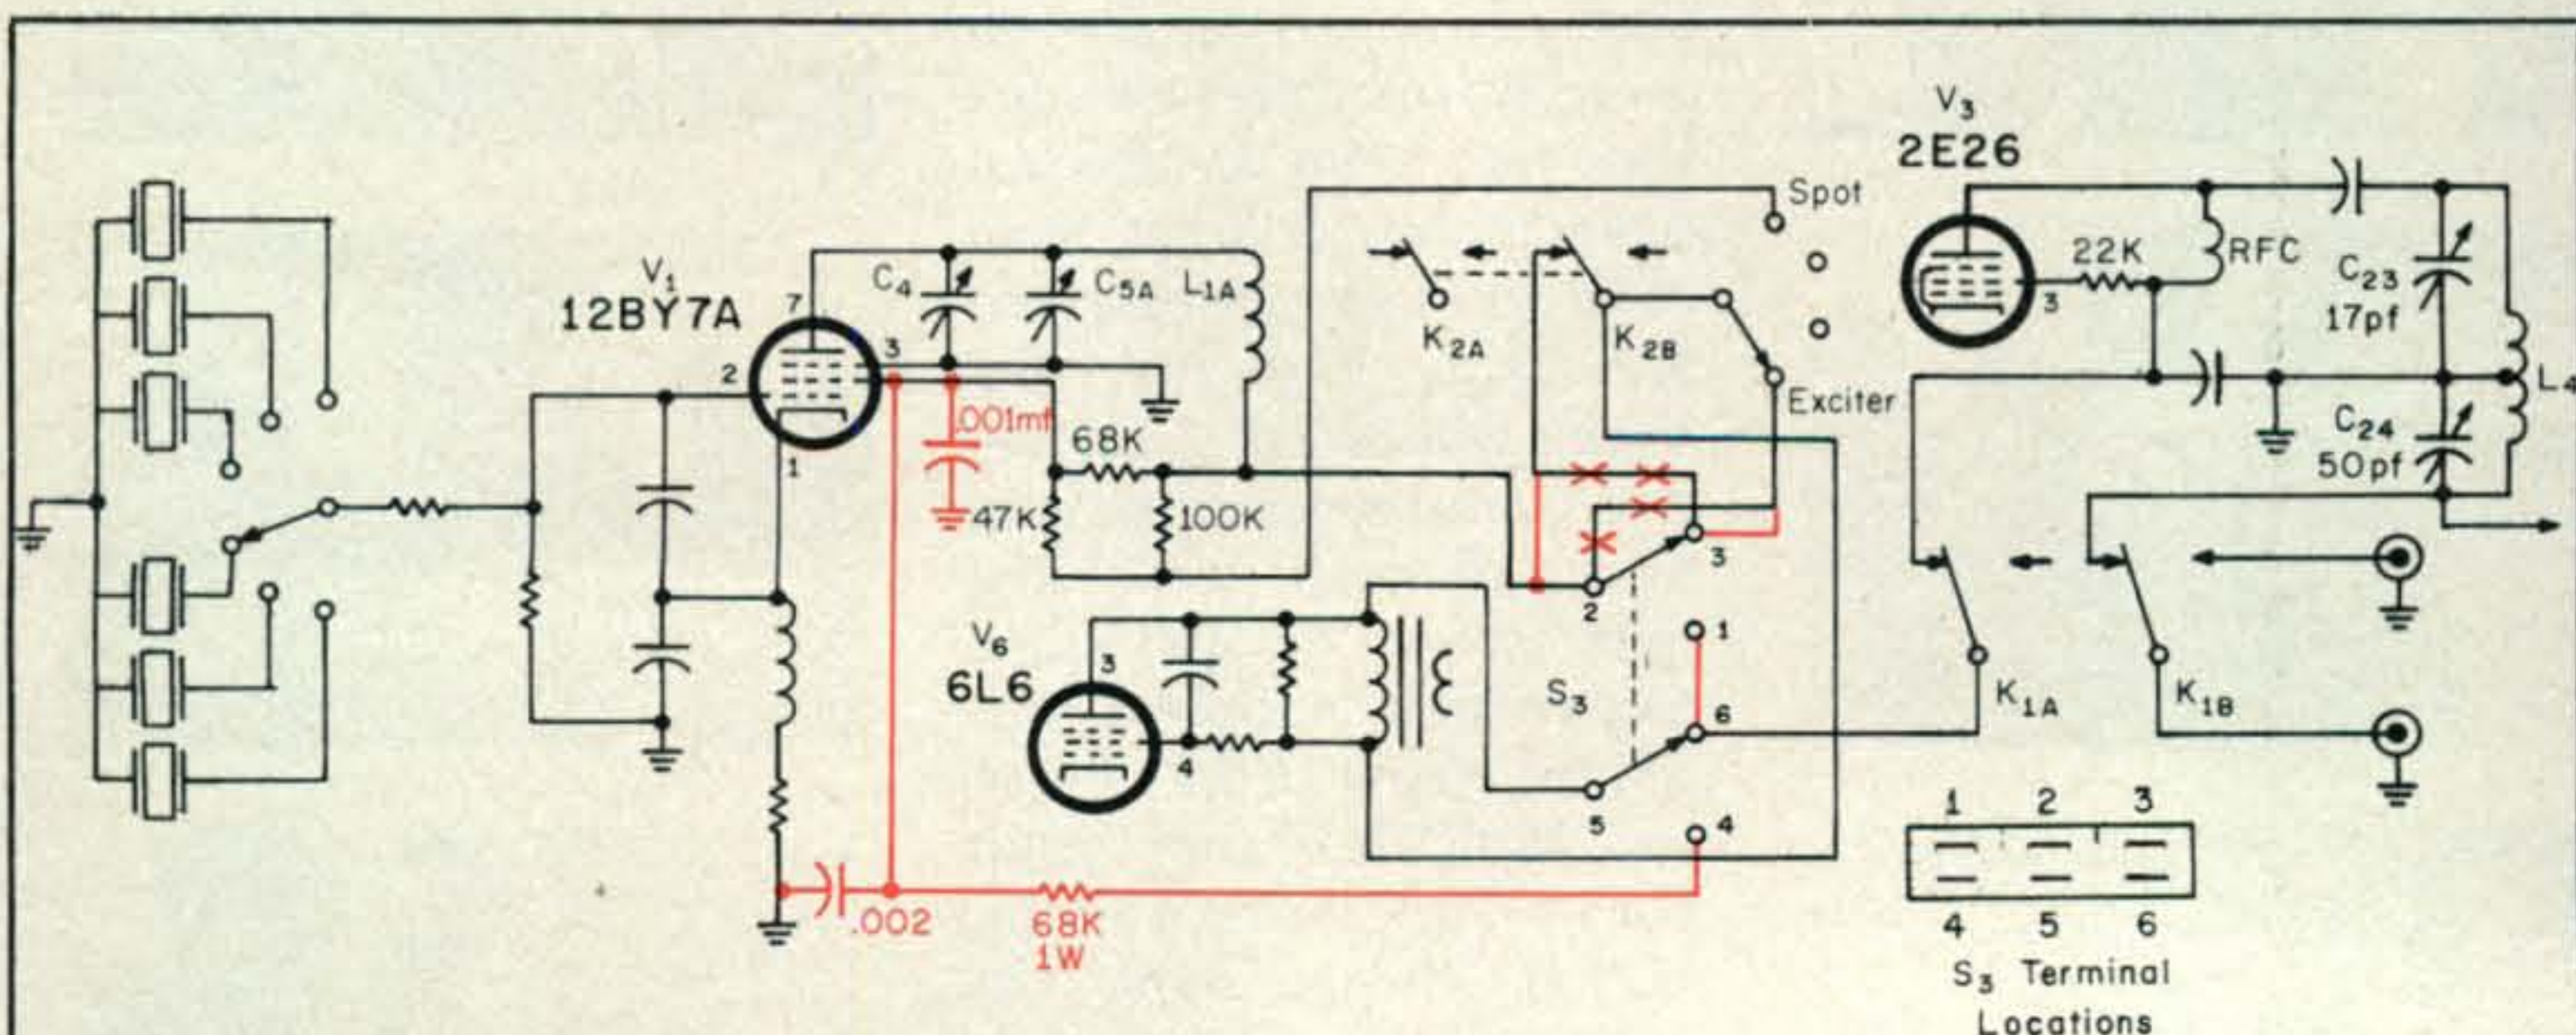 V1
12BY7A
7
3
2
1
C4
C5A
L1A
.001mf
68K
47K
100K
K2A
K2B
Spot
Exciter
V3
2E26
22K
3
RFC
C23
17pf
L4
C24
50pf
V6
6L6
3
4
S3
2
3
1
6
5
4
K1A
K1B
.002
68K
1W
1 2 3
4 5 6
S3 Terminal
Locations